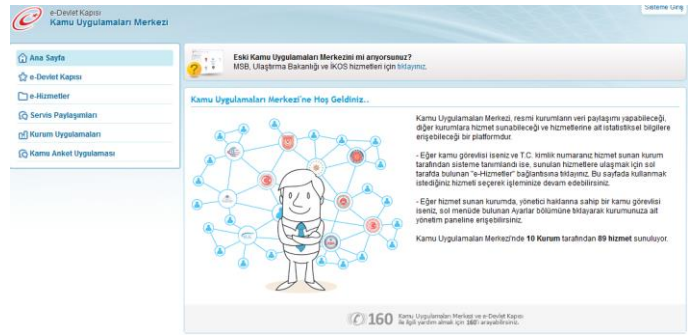 e-Devlet Kapısı
Kamu Uygulamaları Merkezi
Sisteme Giriş
Ana Sayfa
e-Devlet Kapısı
e-Hizmetler
Servis Paylaşımları
Kurum Uygulamaları
Kamu Anket Uygulaması
Eski Kamu Uygulamaları Merkezini mi arıyorsunuz?
MSB, Ulaştırma Bakanlığı ve İKOS hizmetleri için tıklayınız.
Kamu Uygulamaları Merkezi'ne Hoş Geldiniz..
Kamu Uygulamaları Merkezi, resmi kurumların veri paylaşımı yapabileceği,
diğer kurumlara hizmet sunabileceği ve hizmetlerine ait istatistiksel bilgilere
erişebileceği bir platformdur.
- Eğer kamu görevlisi iseniz ve T.C. kimlik numaranız hizmet sunan kurum
tarafından sisteme tanımlandı ise, sunulan hizmetlere ulaşmak için sol
tarafda bulunan "e-Hizmetler" bağlantısına tıklayınız. Bu sayfada kullanmak
istediğiniz hizmeti seçerek işleminize devam edebilirsiniz.
- Eğer hizmet sunan kurumda, yönetici haklarına sahip bir kamu görevlisi
iseniz, sol menüde bulunan Ayarlar bölümüne tıklayarak kurumunuza ait
yönetim paneline erişebilirsiniz.
Kamu Uygulamaları Merkezi'nde 10 Kurum tarafından 89 hizmet sunuluyor.
160
Kamu Uygulamaları Merkezi ve e-Devlet Kapısı
ile ilgili yardım almak için 160'ı arayabilirsiniz.